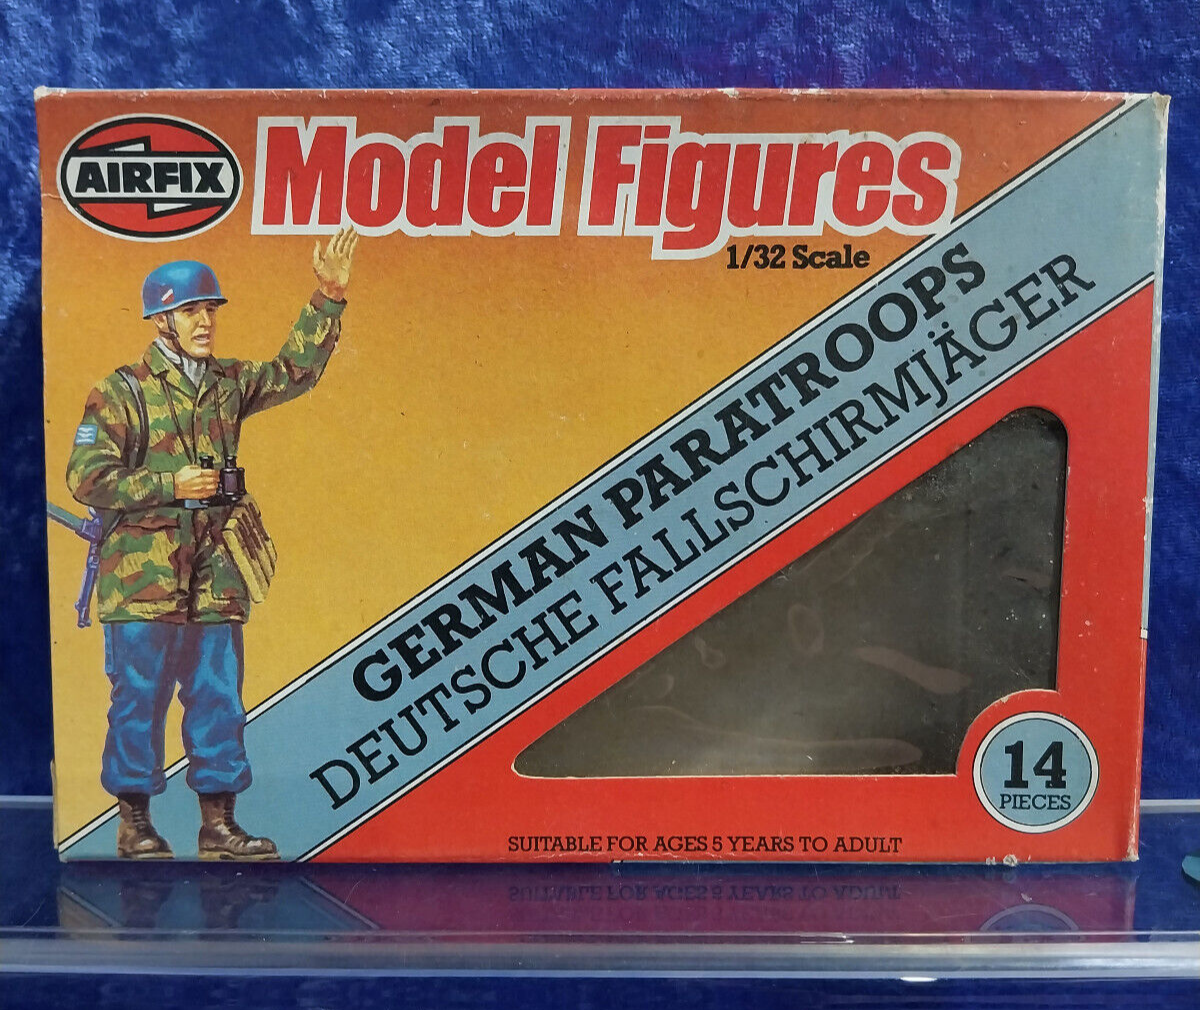 AIRFIX
Model Figures
1/32 Scale
GERMAN PARATROOPS
DEUTSCHE FALLSCHIRMJÄGER
14
PIECES
SUITABLE FOR AGES 5 YEARS TO ADULT